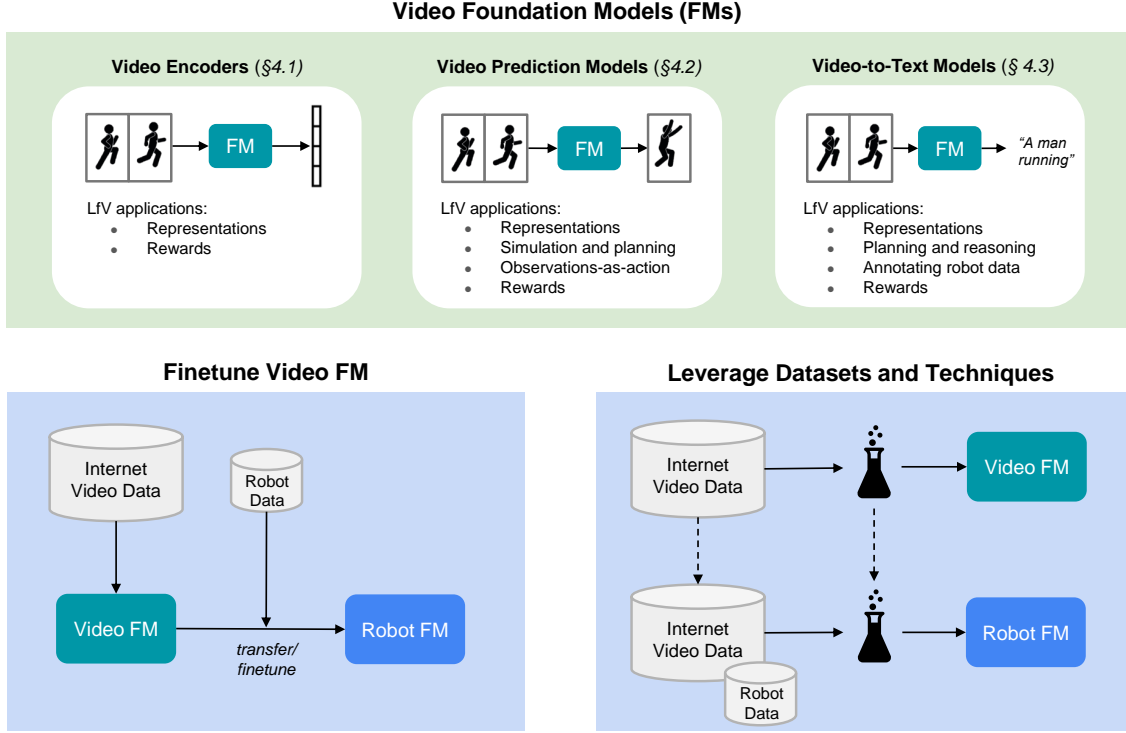 Video Foundation Models (FMs)
Video Encoders (§4.1)
FM
LfV applications:
● Representations
● Rewards
Video Prediction Models (§4.2)
FM
LfV applications:
● Representations
● Simulation and planning
● Observations-as-action
● Rewards
Video-to-Text Models (§ 4.3)
FM
“A man
running”
LfV applications:
● Representations
● Planning and reasoning
● Annotating robot data
● Rewards
Finetune Video FM
Internet
Video Data
Robot
Data
Video FM
transfer/
finetune
Robot FM
Leverage Datasets and Techniques
Internet
Video Data
Video FM
Internet
Video Data
Robot
Data
Robot FM